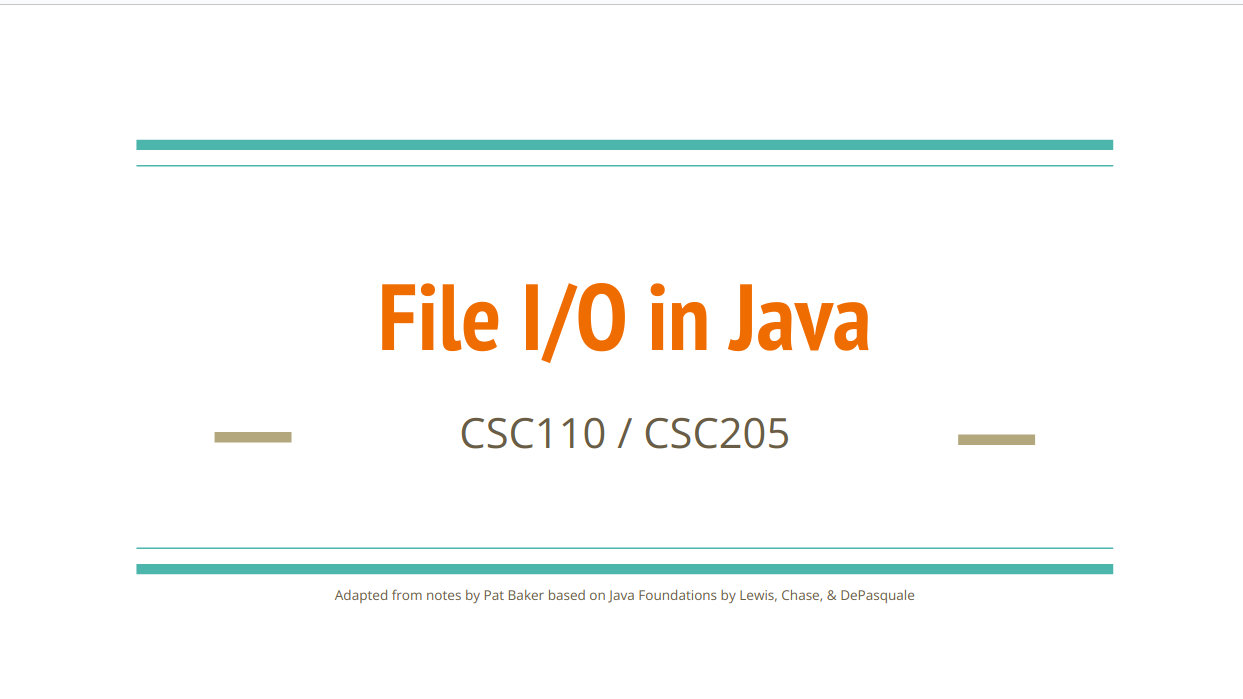 File I/O in Java
CSC110 / CSC205
Adapted from notes by Pat Baker based on Java Foundations by Lewis, Chase, & DePasquale